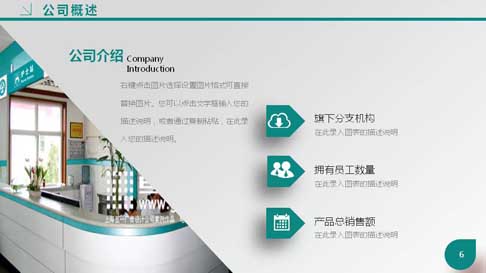 公司概述
公司介绍 Company
Introduction
右键点击图片选择设置图片格式可直接
替换图片。您可以点击文字框输入您的
描述说明，或者通过复制粘贴，在此录
入您的描述说明。
护士站
旗下分支机构
在此录入图表的描述说明
拥有员工数量
在此录入图表的描述说明
产品总销售额
在此录入图表的描述说明
www.
6